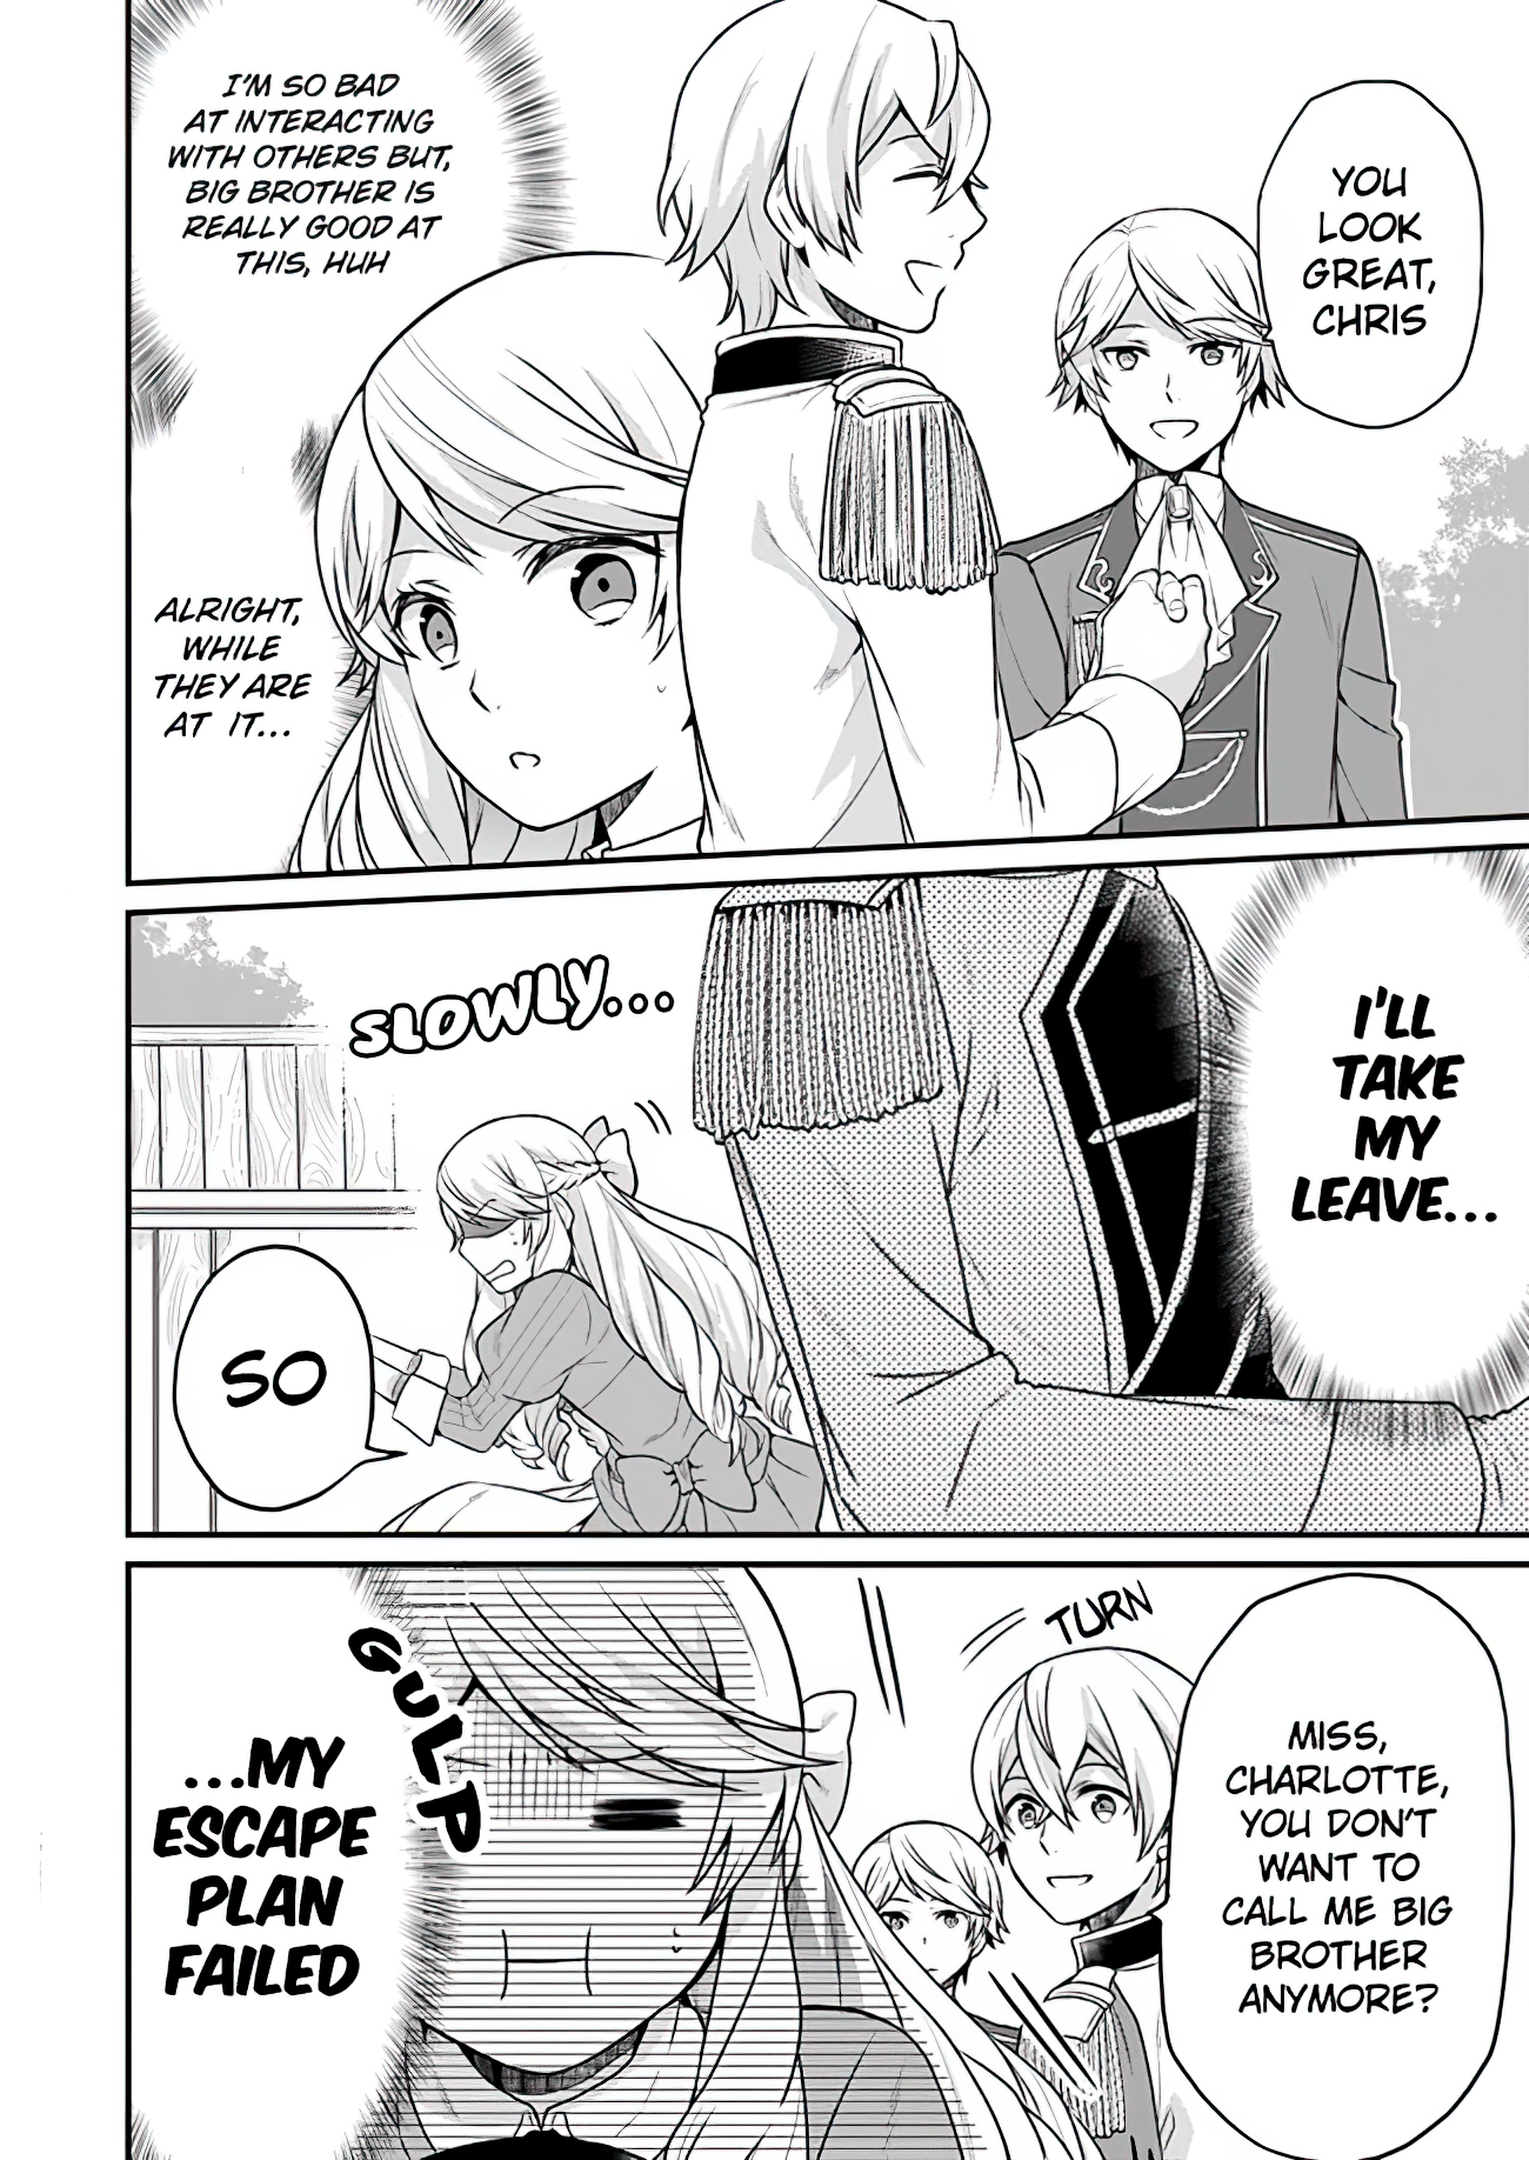 YOU
LOOK
GREAT,
CHRIS
I'M SO BAD
AT INTERACTING
WITH OTHERS BUT,
BIG BROTHER IS
REALLY GOOD AT
THIS, HUH
ALRIGHT,
WHILE
THEY ARE
AT IT...
I'LL
TAKE
MY
LEAVE...
SLOWLY...
SO
TURN
MISS,
CHARLOTTE,
YOU DON'T
WANT TO
CALL ME BIG
BROTHER
ANYMORE?
GULP
...MY
ESCAPE
PLAN
FAILED